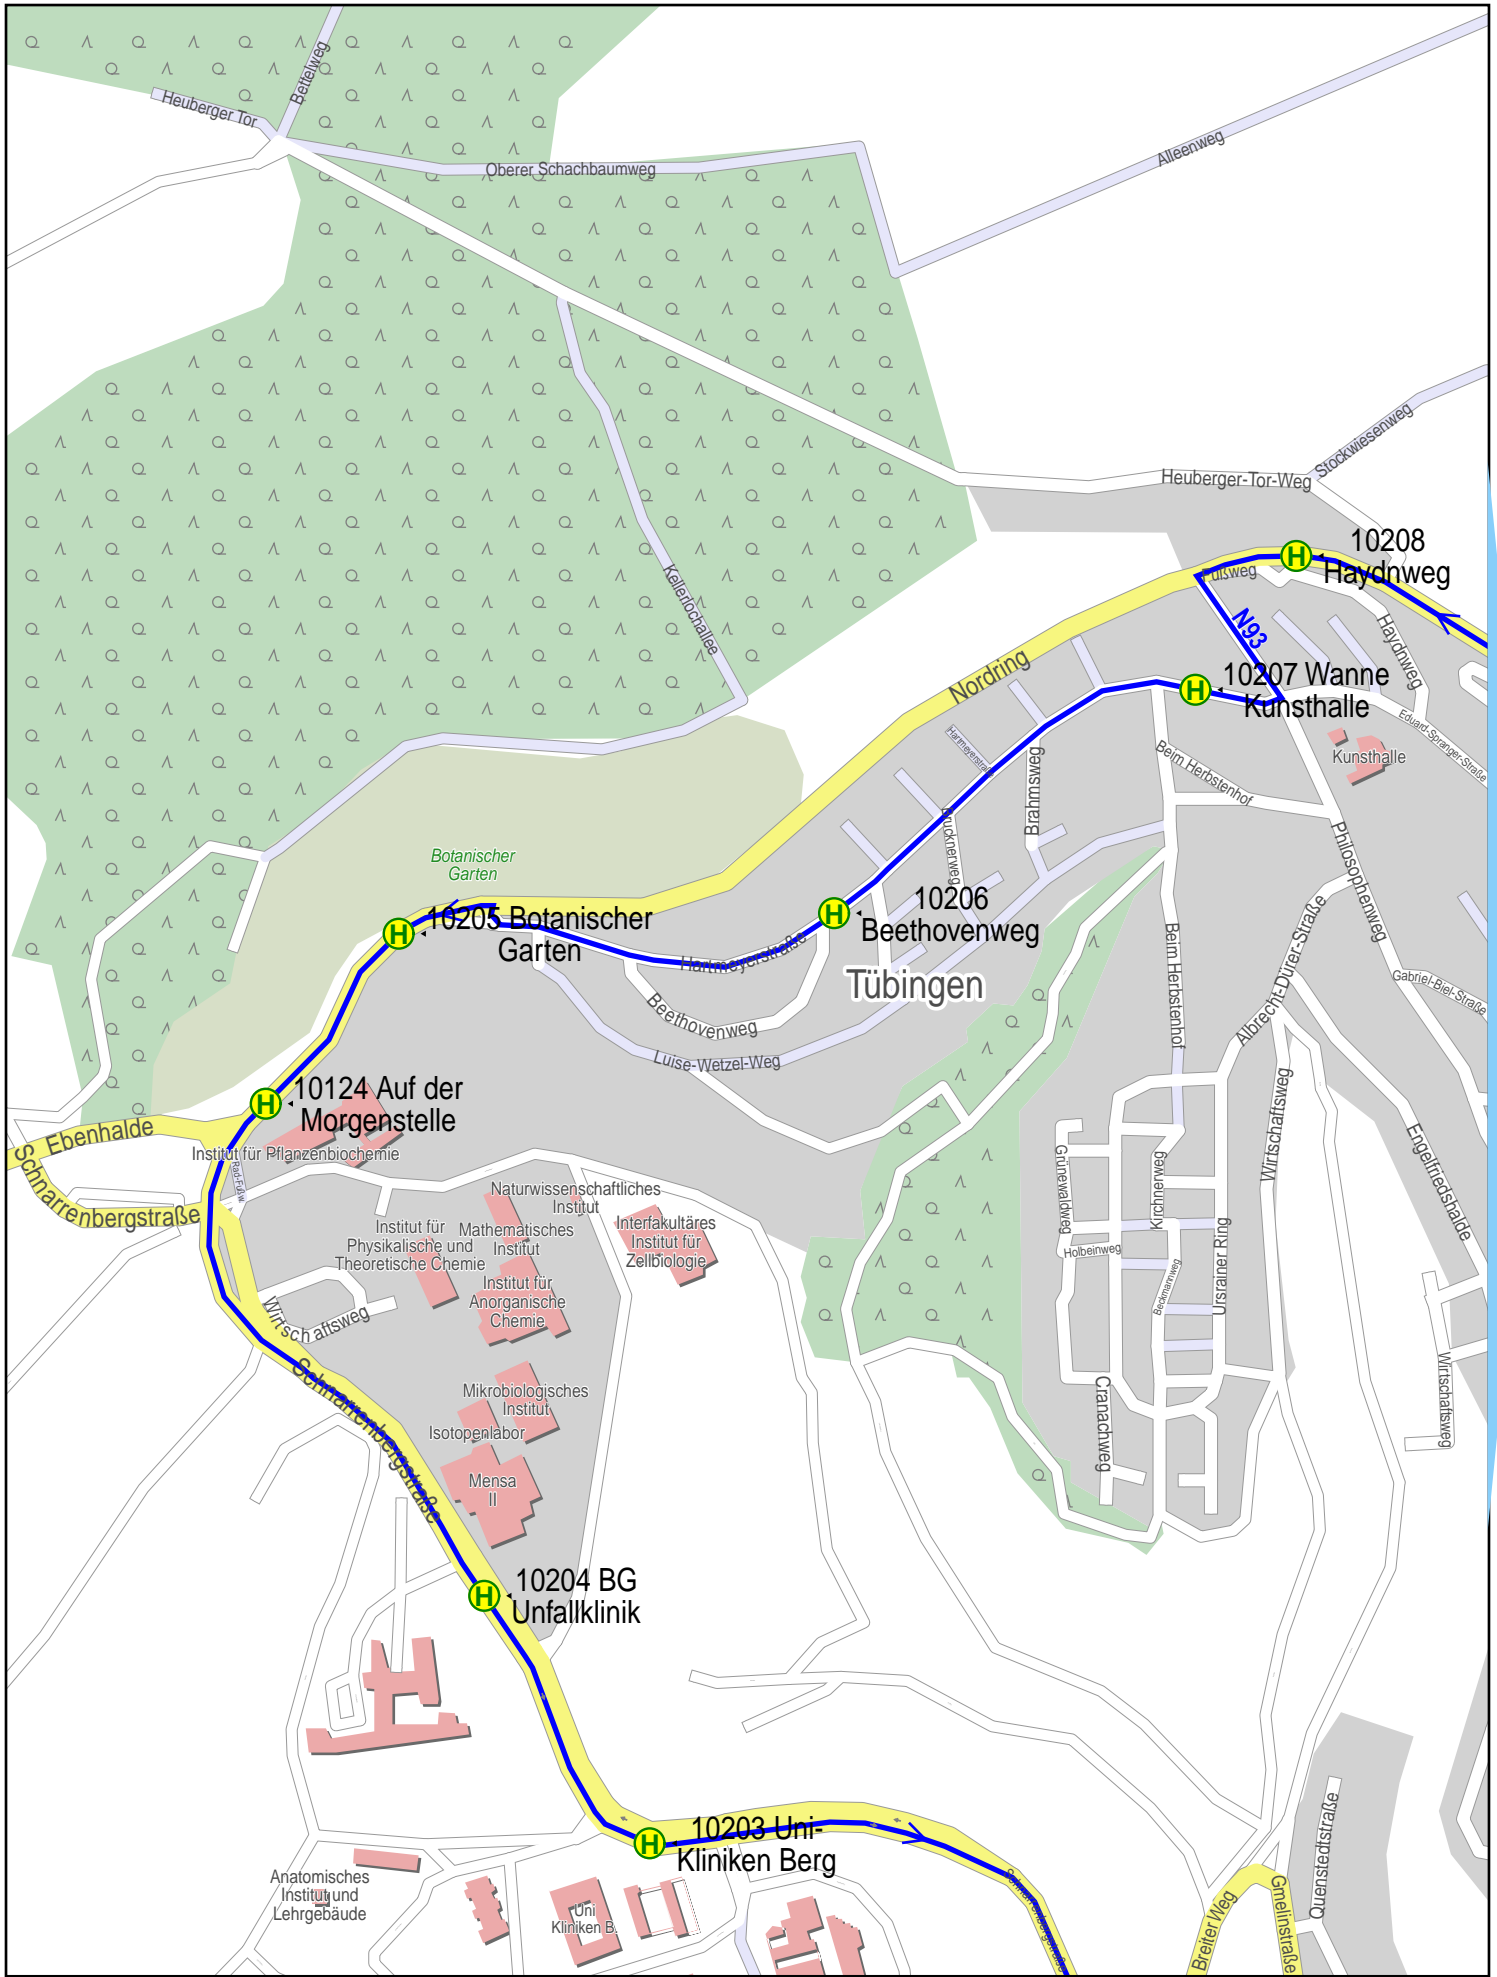 Bettelweg
Heuberger Tor
Oberer Schachbaumweg
Alleenweg
Stockwiesenweg
Heuberger-Tor-Weg
10208
Haydnweg
Fußweg
Kellerlochallee
N93
Haydnweg
Nordring
10207 Wanne
Kunsthalle
Eduard-Spranger-Straße
Hartmeyerstraße
Beim Herbstenhof
Kunsthalle
Brahmsweg
Brucknerweg
Philosophenweg
Botanischer
Garten
10205 Botanischer
Garten
10206
Beethovenweg
Hartmeyerstraße
Tübingen
Beim Herbstenhof
Albrecht-Dürer-Straße
Gabriel-Biel-Straße
Beethovenweg
Luise-Wetzel-Weg
10124 Auf der
Morgenstelle
Ebenhalde
Institut für Pflanzenbiochemie
Rad-Fußw.
Schnarrenbergstraße
Wirtschaftsweg
Engelfriedshalde
Grünewaldweg
Kirchnerweg
Naturwissenschaftliches
Institut
Institut für
Physikalische und
Theoretische Chemie
Mathematisches
Institut
Interfakultäres
Institut für
Zellbiologie
Holbeinweg
Beckmannweg
Ursrainer Ring
Institut für
Anorganische
Chemie
Wirtschaftsweg
Schnarrenbergstraße
Mikrobiologisches
Institut
Isotopenlabor
Cranachweg
Wirtschaftsweg
Mensa
II
10204 BG
Unfallklinik
10203 Uni-
Kliniken Berg
Anatomisches
Institut und
Lehrgebäude
Uni
Kliniken B.
Schnarrenbergstraße
Breiter Weg
Gmelinstraße
Quenstedtstraße
H
H
H
H
H
H
H